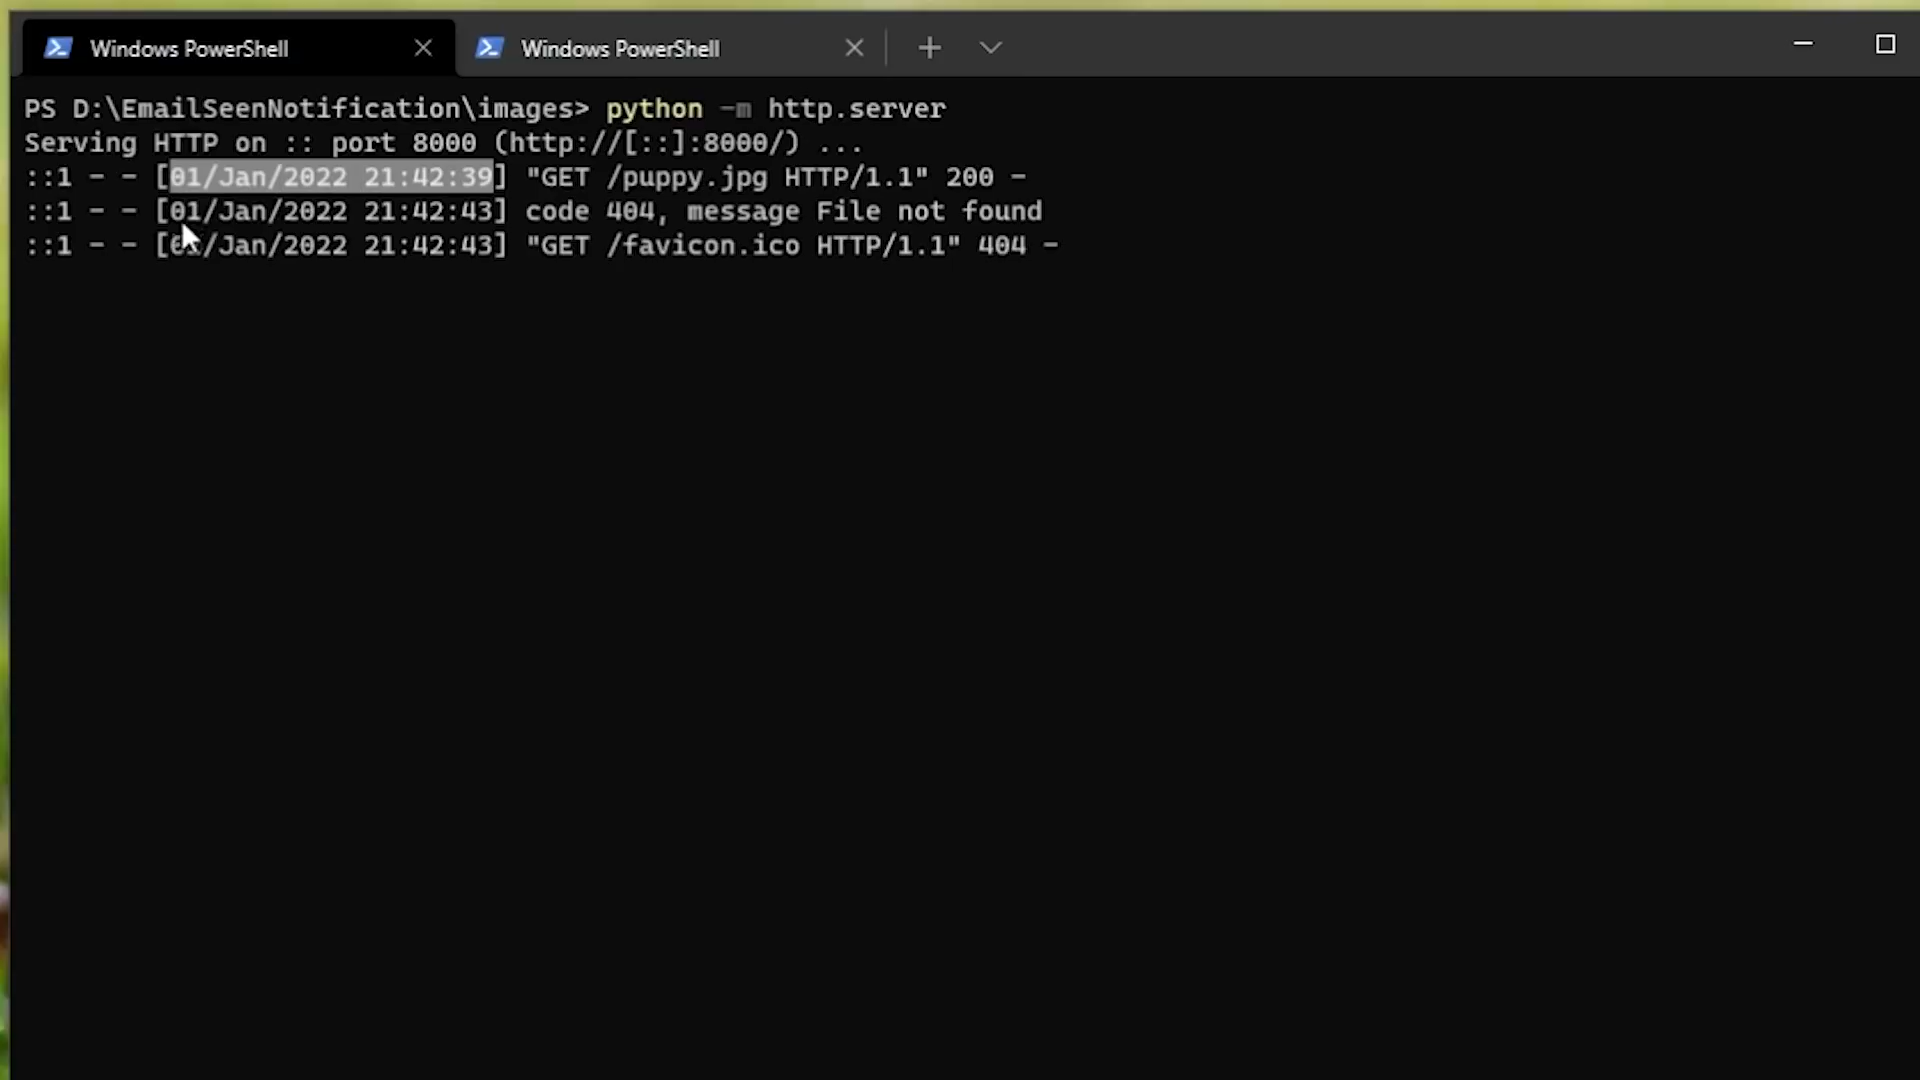 Windows PowerShell
Windows PowerShell
PS D:\EmailSeenNotification\images> python -m http.server
Serving HTTP on :: port 8000 (http://[::]:8000/) ...
::1 - - [01/Jan/2022 21:42:39] "GET /puppy.jpg HTTP/1.1" 200 -
::1 - - [01/Jan/2022 21:42:43] code 404, message File not found
::1 - - [01/Jan/2022 21:42:43] "GET /favicon.ico HTTP/1.1" 404 -